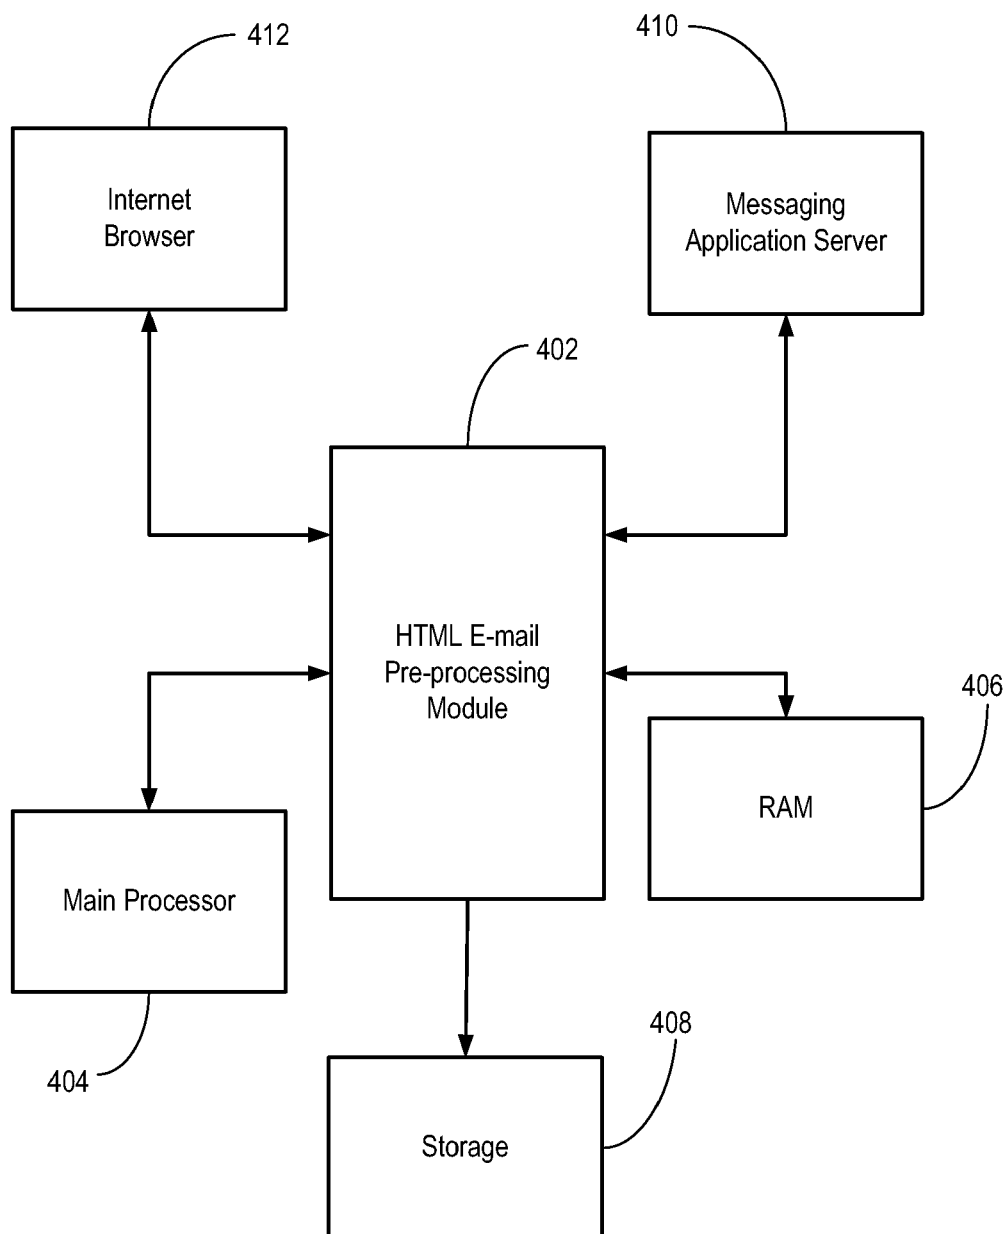 412
410
Internet
Browser
Messaging
Application Server
402
HTML E-mail
Pre-processing
Module
406
RAM
Main Processor
404
408
Storage